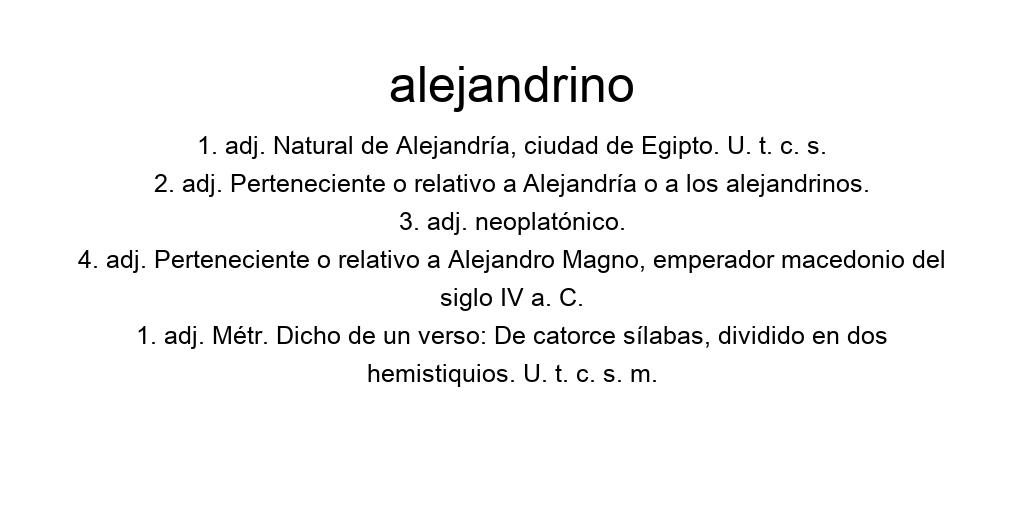 alejandrino
1. adj. Natural de Alejandría, ciudad de Egipto. U. t. c. s.
2. adj. Perteneciente o relativo a Alejandría o a los alejandrinos.
3. adj. neoplatónico.
4. adj. Perteneciente o relativo a Alejandro Magno, emperador macedonio del
siglo IV a. C.
1. adj. Métr. Dicho de un verso: De catorce sílabas, dividido en dos
hemistiquios. U. t. c. s. m.